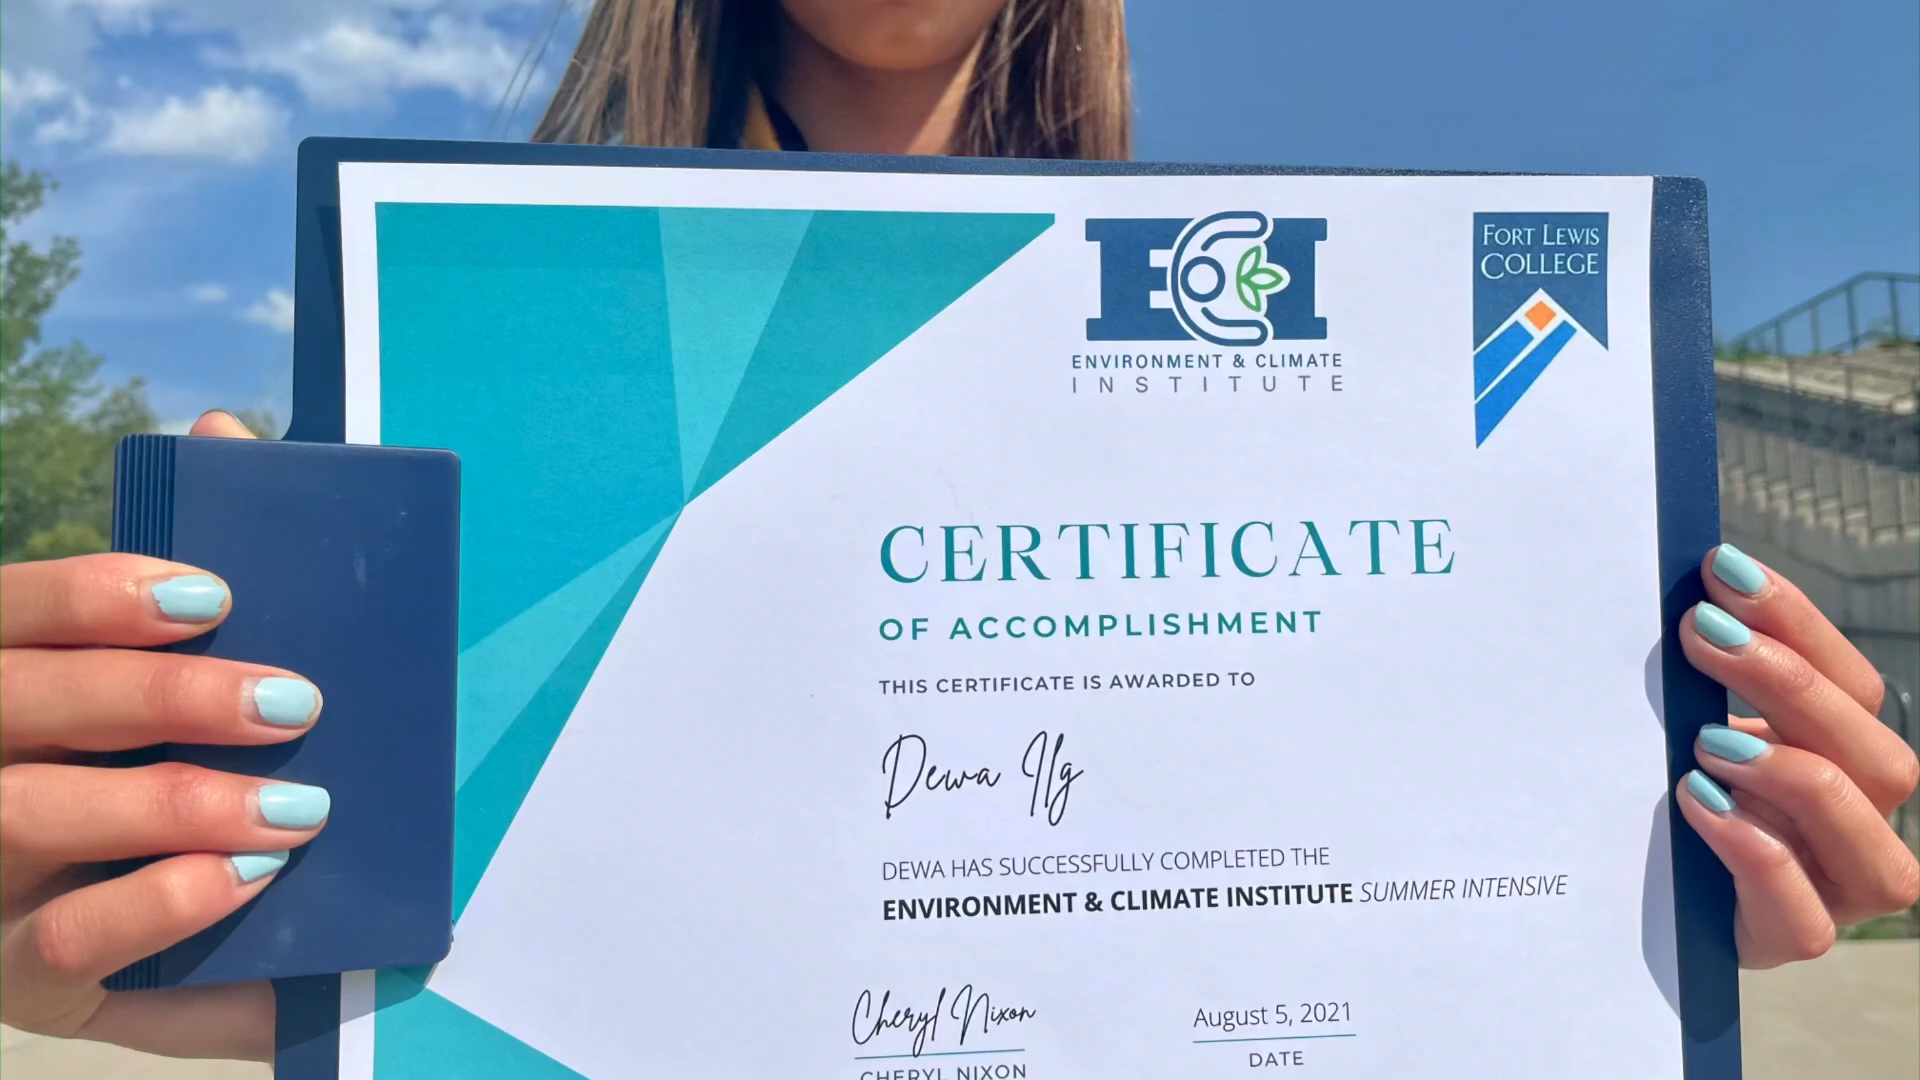 ECI
ENVIRONMENT & CLIMATE
INSTITUTE
FORT LEWIS
COLLEGE
CERTIFICATE
OF ACCOMPLISHMENT
THIS CERTIFICATE IS AWARDED TO
Dewa Ilg
DEWA HAS SUCCESSFULLY COMPLETED THE
ENVIRONMENT & CLIMATE INSTITUTE SUMMER INTENSIVE
Cheryl Nixon
August 5, 2021
CHERYL NIXON
DATE